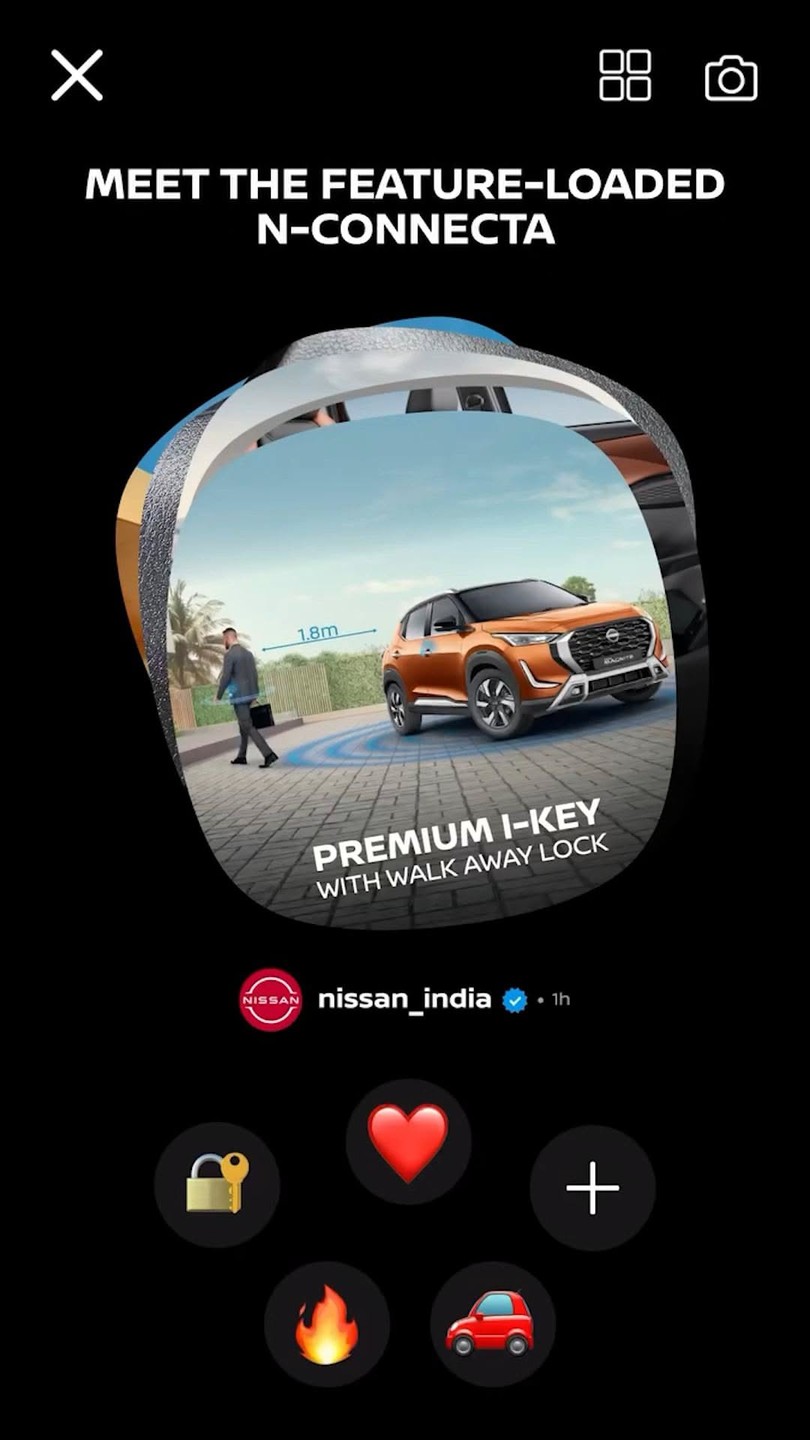 MEET THE FEATURE-LOADED
N-CONNECTA
1.8m
PREMIUM I-KEY
WITH WALK AWAY LOCK
NISSAN
nissan_india • 1h